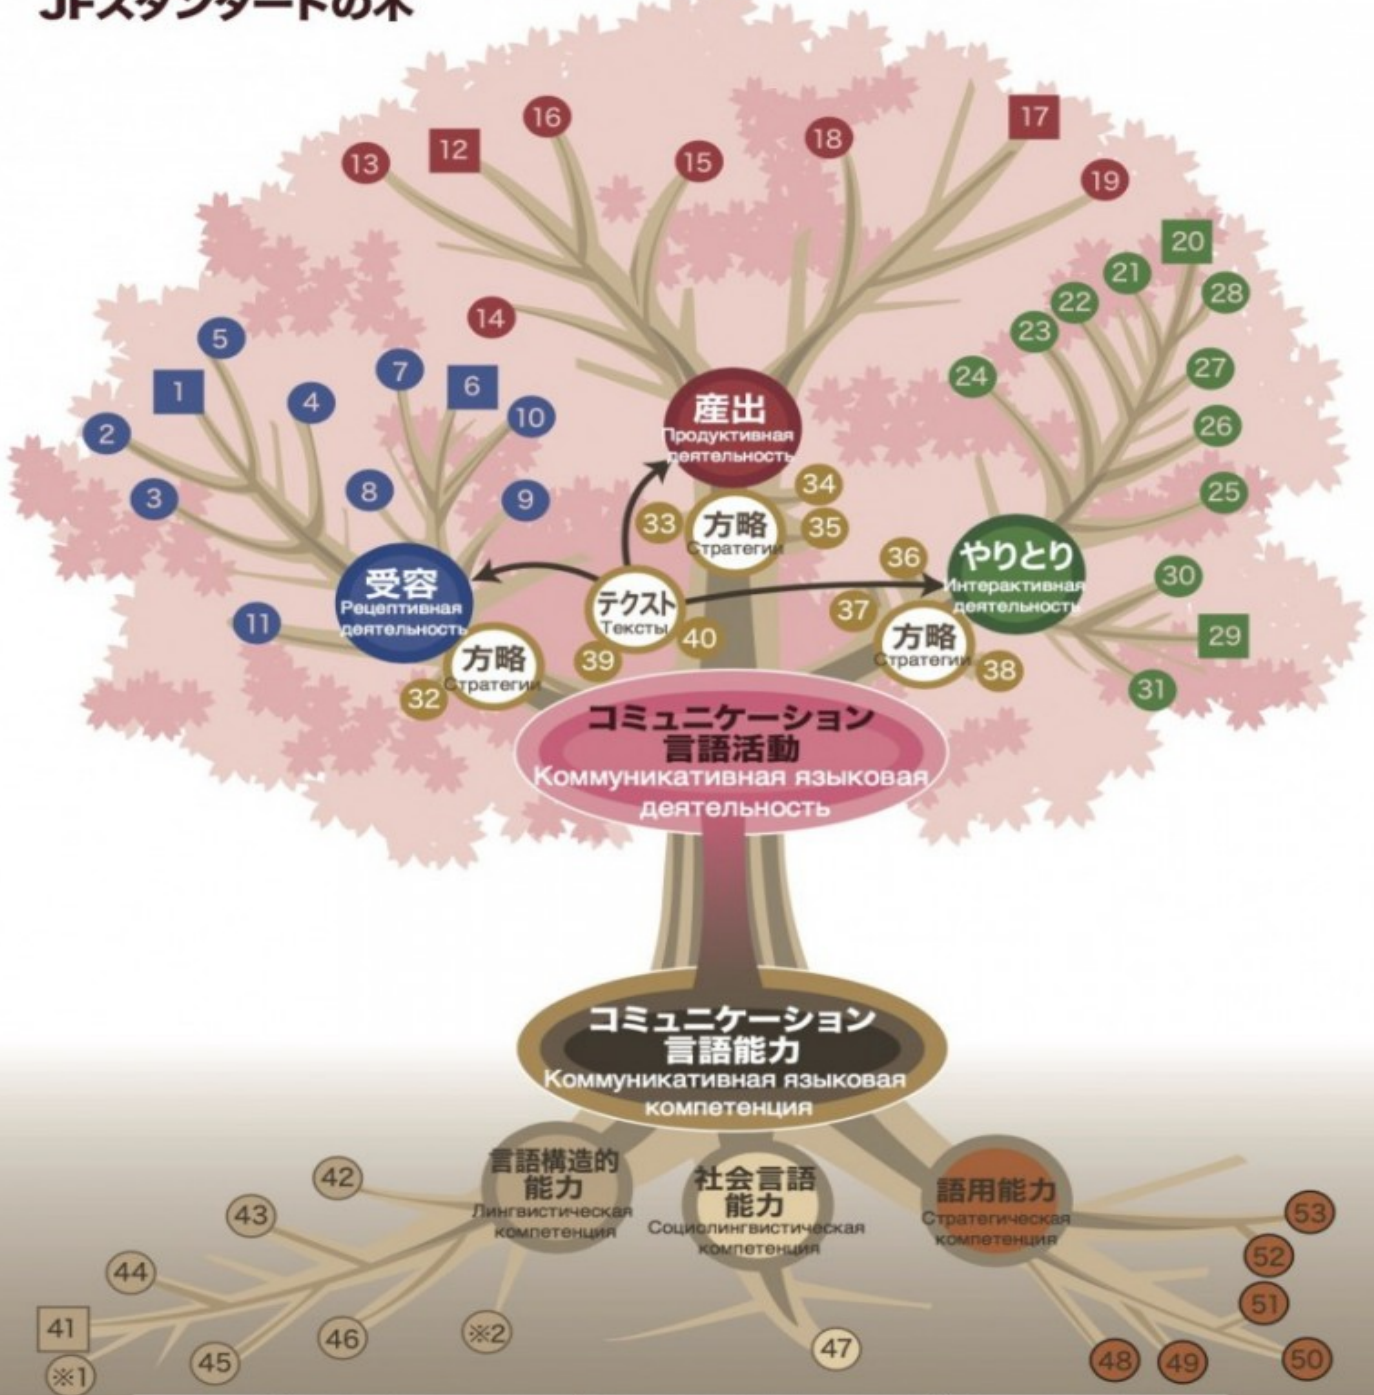 JFスタンダードの木
16
17
12
18
13
15
19
20
21
28
22
14
23
5
27
7
24
6
1
4
10
産出
Продуктивная
деятельность
26
2
34
25
8
9
3
33
方略
Стратегии
35
36
やりとり
Интерактивная
деятельность
30
受容
Рецептивная
деятельность
テクスト
Тексты
37
11
40
方略
Стратегии
29
39
方略
Стратегии
38
31
32
コミュニケーション
言語活動
Коммуникативная языковая
деятельность
コミュニケーション
言語能力
Коммуникативная языковая
компетенция
言語構造的
能力
Лингвистическая
компетенция
社会言語
能力
Социолингвистическая
компетенция
語用能力
Стратегическая
компетенция
42
43
53
52
44
51
41
46
※2
47
45
48
49
50
※1